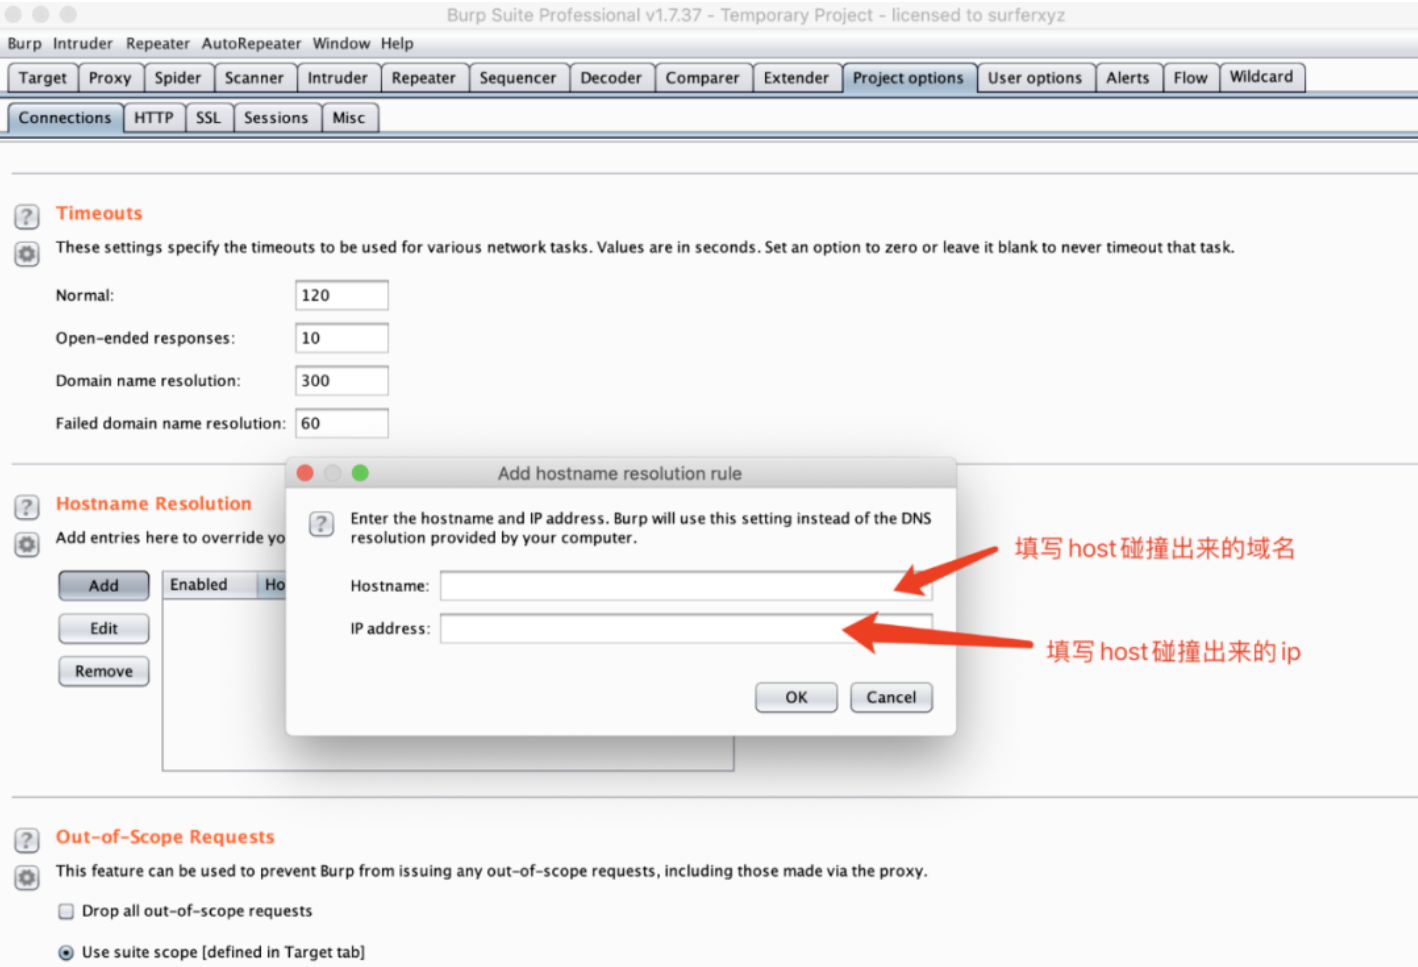 Burp Suite Professional v1.7.37 - Temporary Project - licensed to surferxyz
Burp Intruder Repeater AutoRepeater Window Help
Target Proxy Spider Scanner Intruder Repeater Sequencer Decoder Comparer Extender Project options User options Alerts Flow Wildcard
Connections HTTP SSL Sessions Misc
? Timeouts
These settings specify the timeouts to be used for various network tasks. Values are in seconds. Set an option to zero or leave it blank to never timeout that task.
Normal: 120
Open-ended responses: 10
Domain name resolution: 300
Failed domain name resolution: 60
Add hostname resolution rule
? Hostname Resolution
Add entries here to override yo
Add Enabled Ho
Edit
Remove
? Enter the hostname and IP address. Burp will use this setting instead of the DNS
resolution provided by your computer.
Hostname:
填写host碰撞出来的域名
IP address:
填写host碰撞出来的ip
OK Cancel
? Out-of-Scope Requests
This feature can be used to prevent Burp from issuing any out-of-scope requests, including those made via the proxy.
Drop all out-of-scope requests
Use suite scope [defined in Target tab]